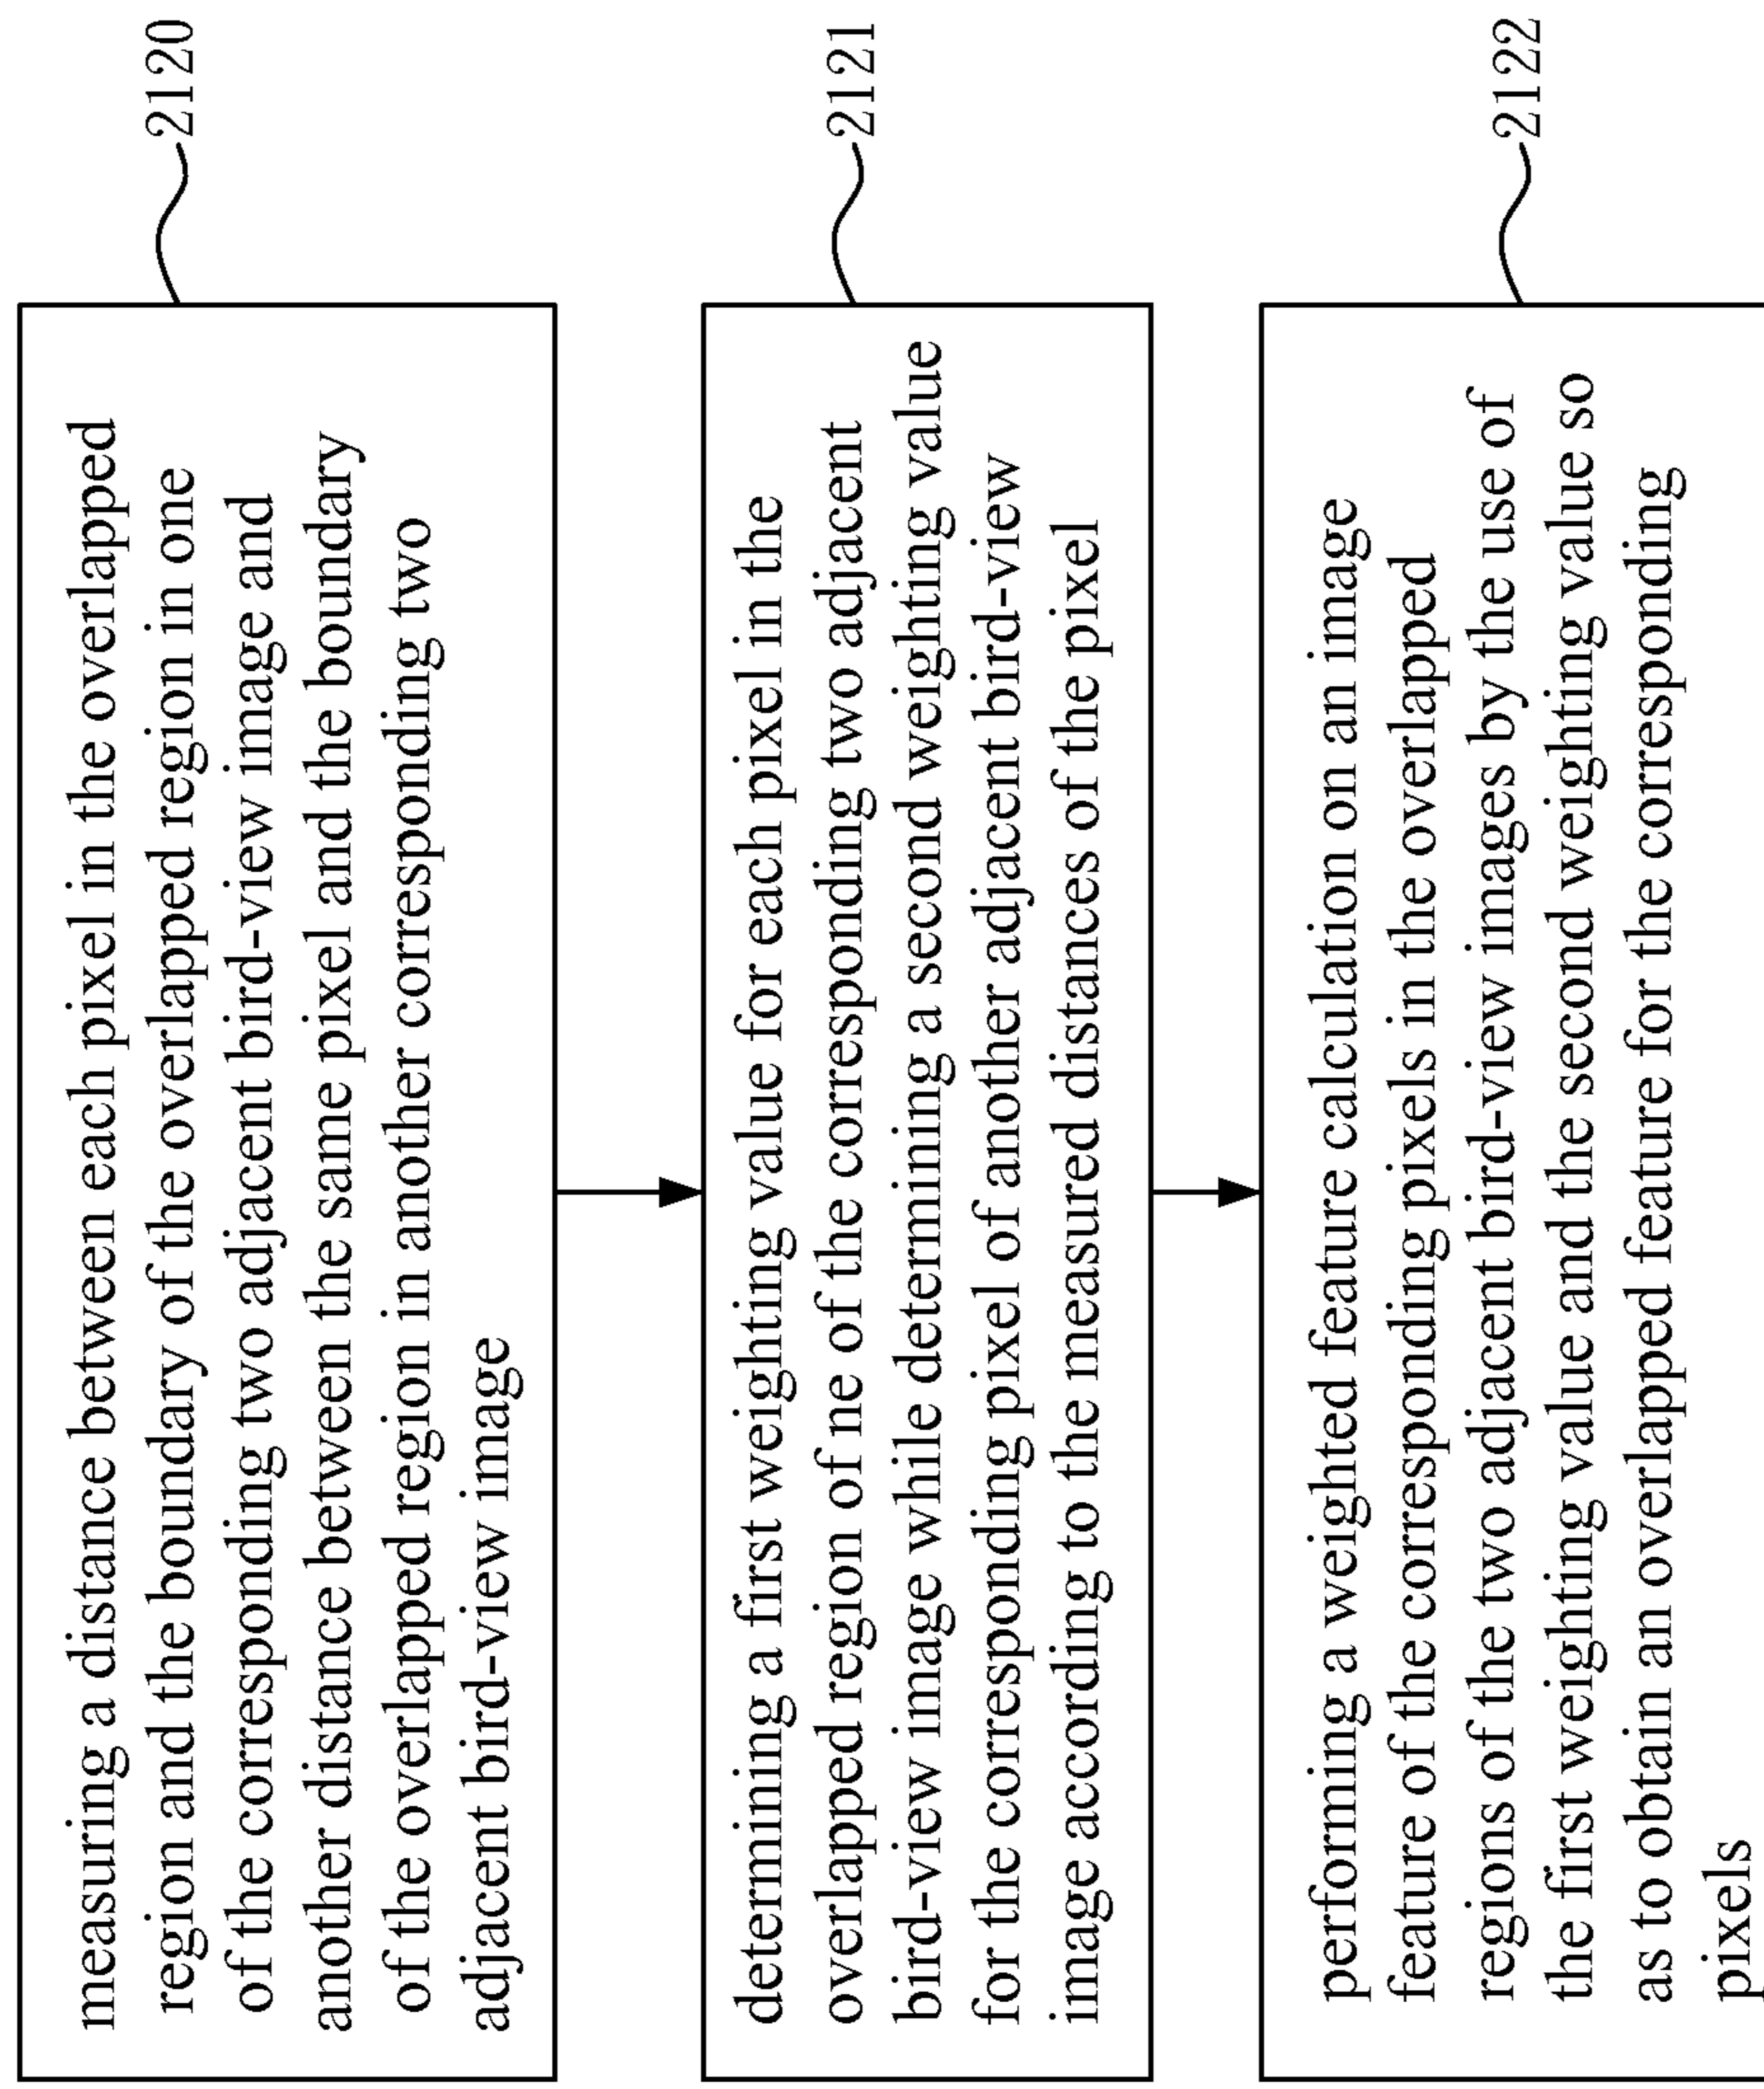 measuring a distance between each pixel in the overlapped
region and the boundary of the overlapped region in one
of the corresponding two adjacent bird-view image and
another distance between the same pixel and the boundary
of the overlapped region in another corresponding two
adjacent bird-view image
2120
determining a first weighting value for each pixel in the
overlapped region of ne of the corresponding two adjacent
bird-view image while determining a second weighting value
for the corresponding pixel of another adjacent bird-view
image according to the measured distances of the pixel
2121
performing a weighted feature calculation on an image
feature of the corresponding pixels in the overlapped
regions of the two adjacent bird-view images by the use of
the first weighting value and the second weighting value so
as to obtain an overlapped feature for the corresponding
pixels
2122